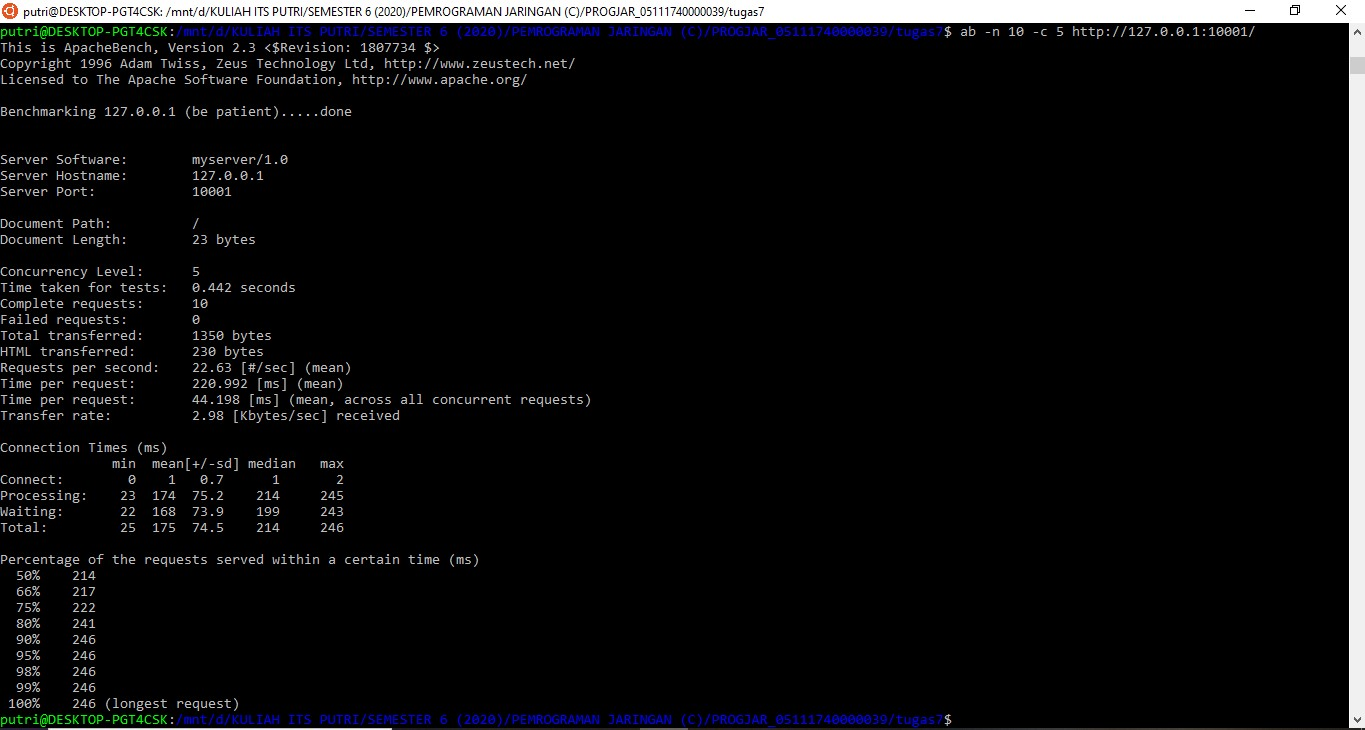 putri@DESKTOP-PGT4CSK: /mnt/d/KULIAH ITS PUTRI/SEMESTER 6 (2020)/PEMROGRAMAN JARINGAN (C)/PROGJAR_05111740000039/tugas7
putri@DESKTOP-PGT4CSK:/mnt/d/KULIAH ITS PUTRI/SEMESTER 6 (2020)/PEMROGRAMAN JARINGAN (C)/PROGJAR_05111740000039/tugas7$ ab -n 10 -c 5 http://127.0.0.1:10001/
This is ApacheBench, Version 2.3 <$Revision: 1807734 $>
Copyright 1996 Adam Twiss, Zeus Technology Ltd, http://www.zeustech.net/
Licensed to The Apache Software Foundation, http://www.apache.org/

Benchmarking 127.0.0.1 (be patient).....done


Server Software:        myserver/1.0
Server Hostname:        127.0.0.1
Server Port:            10001

Document Path:          /
Document Length:        23 bytes

Concurrency Level:      5
Time taken for tests:   0.442 seconds
Complete requests:      10
Failed requests:        0
Total transferred:      1350 bytes
HTML transferred:       230 bytes
Requests per second:    22.63 [#/sec] (mean)
Time per request:       220.992 [ms] (mean)
Time per request:       44.198 [ms] (mean, across all concurrent requests)
Transfer rate:          2.98 [Kbytes/sec] received

Connection Times (ms)
              min  mean[+/-sd] median   max
Connect:        0    1   0.7      1       2
Processing:    23  174  75.2    214     245
Waiting:       22  168  73.9    199     243
Total:         25  175  74.5    214     246

Percentage of the requests served within a certain time (ms)
  50%    214
  66%    217
  75%    222
  80%    241
  90%    246
  95%    246
  98%    246
  99%    246
 100%    246 (longest request)
putri@DESKTOP-PGT4CSK:/mnt/d/KULIAH ITS PUTRI/SEMESTER 6 (2020)/PEMROGRAMAN JARINGAN (C)/PROGJAR_05111740000039/tugas7$